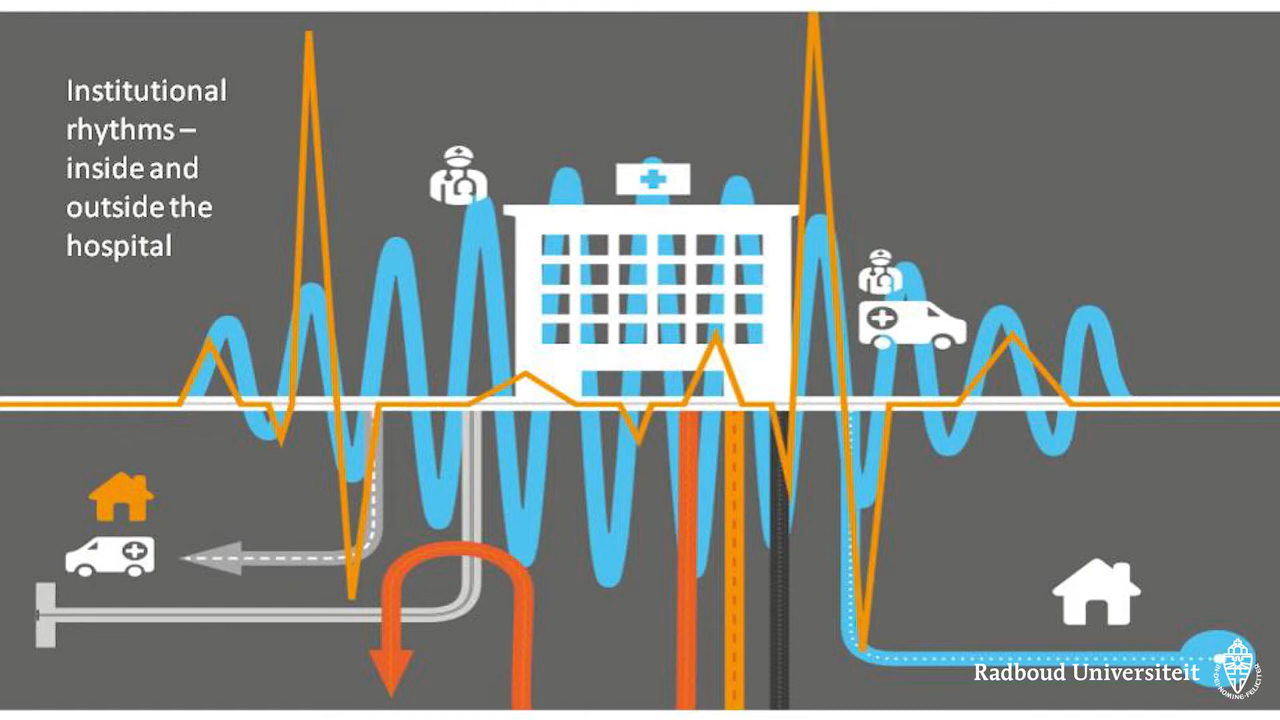 Institutional
rhythms –
inside and
outside the
hospital
Radboud Universiteit